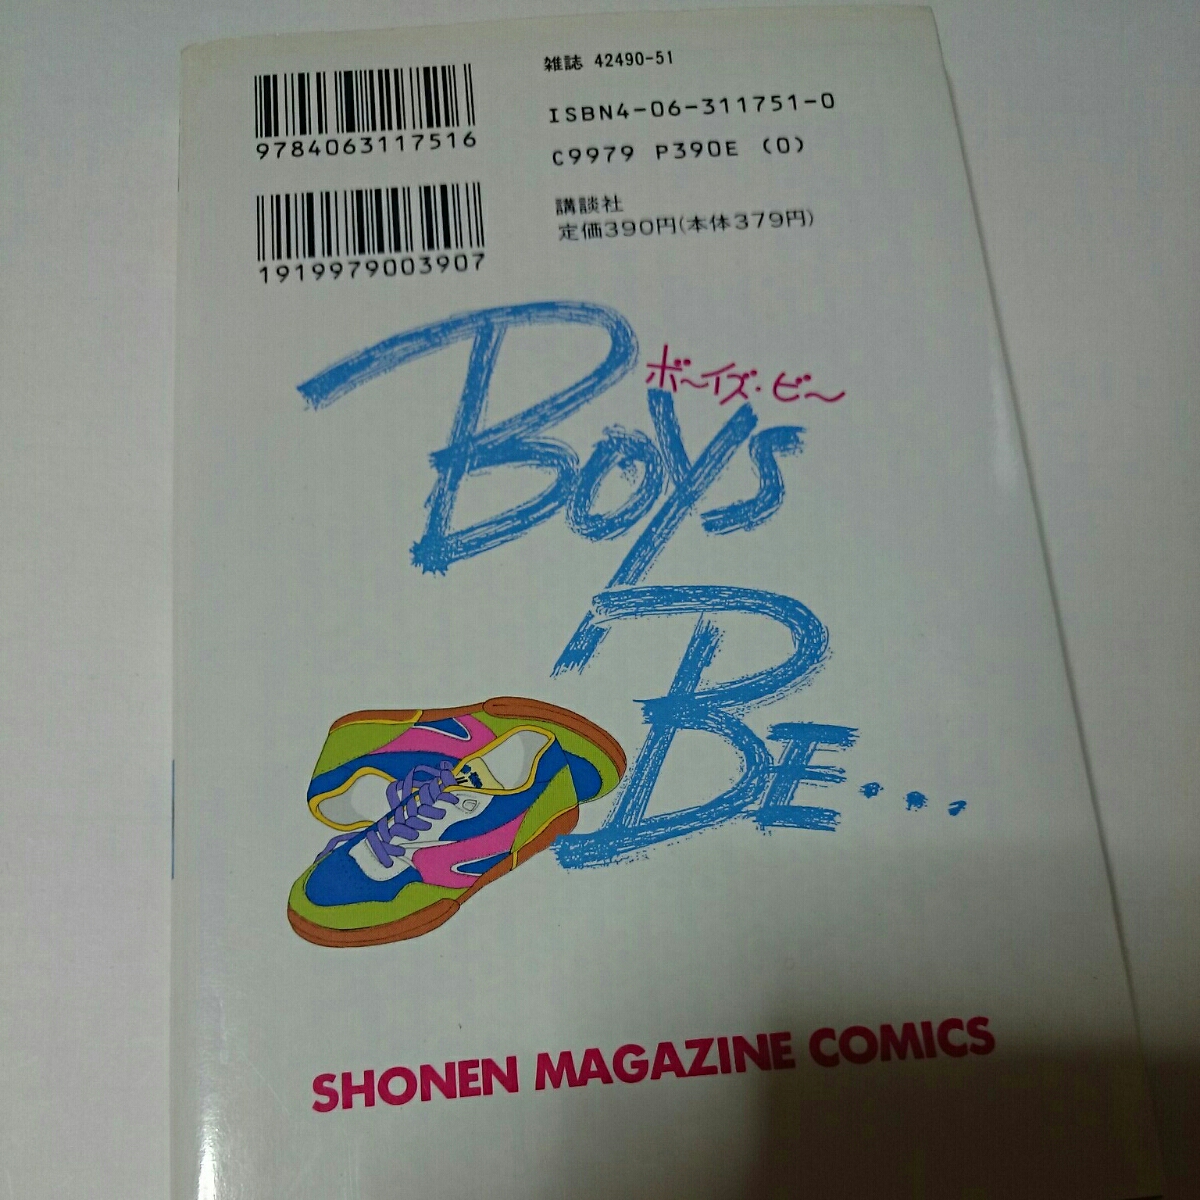 雑誌 42490-51
ISBN4-06-311751-0
C9979 P390E (0)
9784063117516
講談社
定価390円(本体379円)
1919979003907
ボ〜イズ・ビ〜
Boys
BE...,
SHONEN MAGAZINE COMICS